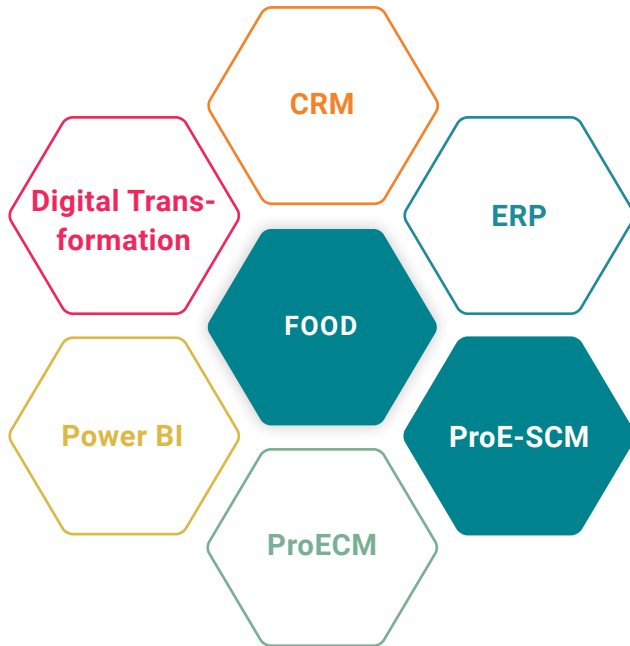 CRM
Digital Trans-
formation
ERP
FOOD
Power BI
ProE-SCM
ProECM